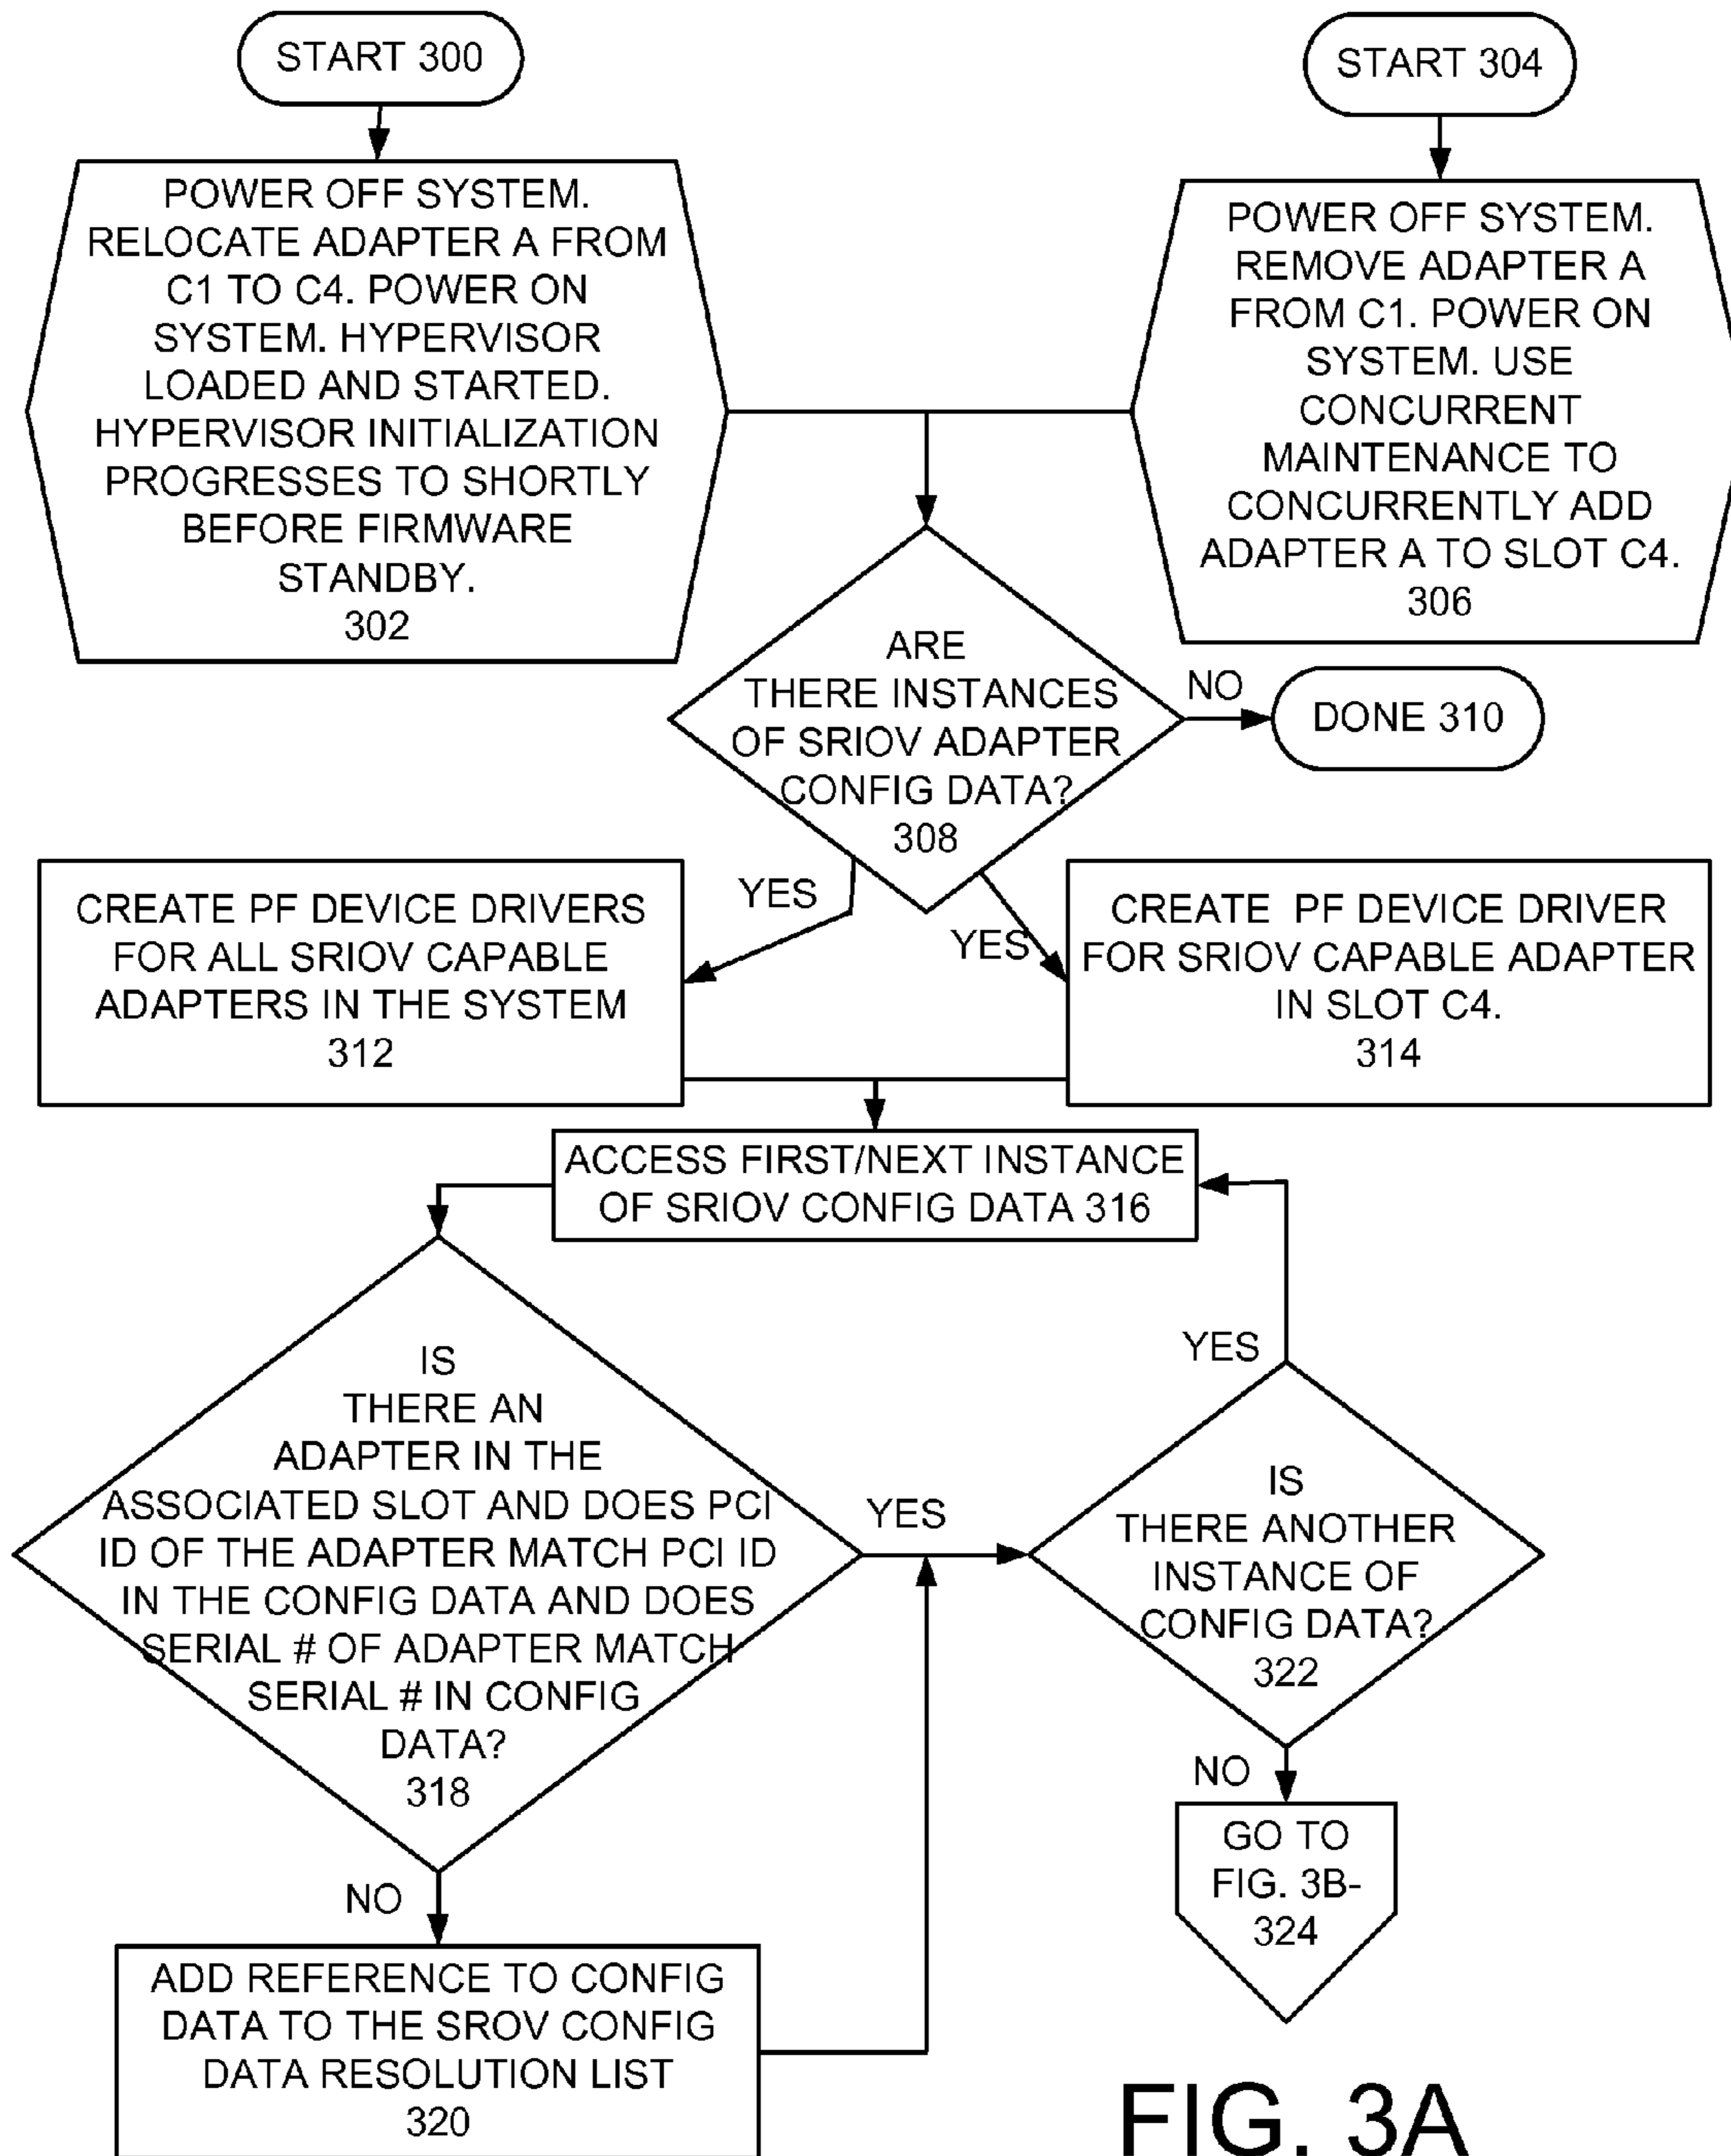 START 300
POWER OFF SYSTEM.
RELOCATE ADAPTER A FROM
C1 TO C4. POWER ON
SYSTEM. HYPERVISOR
LOADED AND STARTED.
HYPERVISOR INITIALIZATION
PROGRESSES TO SHORTLY
BEFORE FIRMWARE
STANDBY.
302
START 304
POWER OFF SYSTEM.
REMOVE ADAPTER A
FROM C1. POWER ON
SYSTEM. USE
CONCURRENT
MAINTENANCE TO
CONCURRENTLY ADD
ADAPTER A TO SLOT C4.
306
ARE
THERE INSTANCES
OF SRIOV ADAPTER
CONFIG DATA?
308
NO
DONE 310
YES
YES
CREATE PF DEVICE DRIVERS
FOR ALL SRIOV CAPABLE
ADAPTERS IN THE SYSTEM
312
CREATE PF DEVICE DRIVER
FOR SRIOV CAPABLE ADAPTER
IN SLOT C4.
314
ACCESS FIRST/NEXT INSTANCE
OF SRIOV CONFIG DATA 316
IS
THERE AN
ADAPTER IN THE
ASSOCIATED SLOT AND DOES PCI
ID OF THE ADAPTER MATCH PCI ID
IN THE CONFIG DATA AND DOES
SERIAL # OF ADAPTER MATCH
SERIAL # IN CONFIG
DATA?
318
YES
YES
IS
THERE ANOTHER
INSTANCE OF
CONFIG DATA?
322
NO
GO TO
FIG. 3B-
324
NO
ADD REFERENCE TO CONFIG
DATA TO THE SROV CONFIG
DATA RESOLUTION LIST
320
FIG. 3A